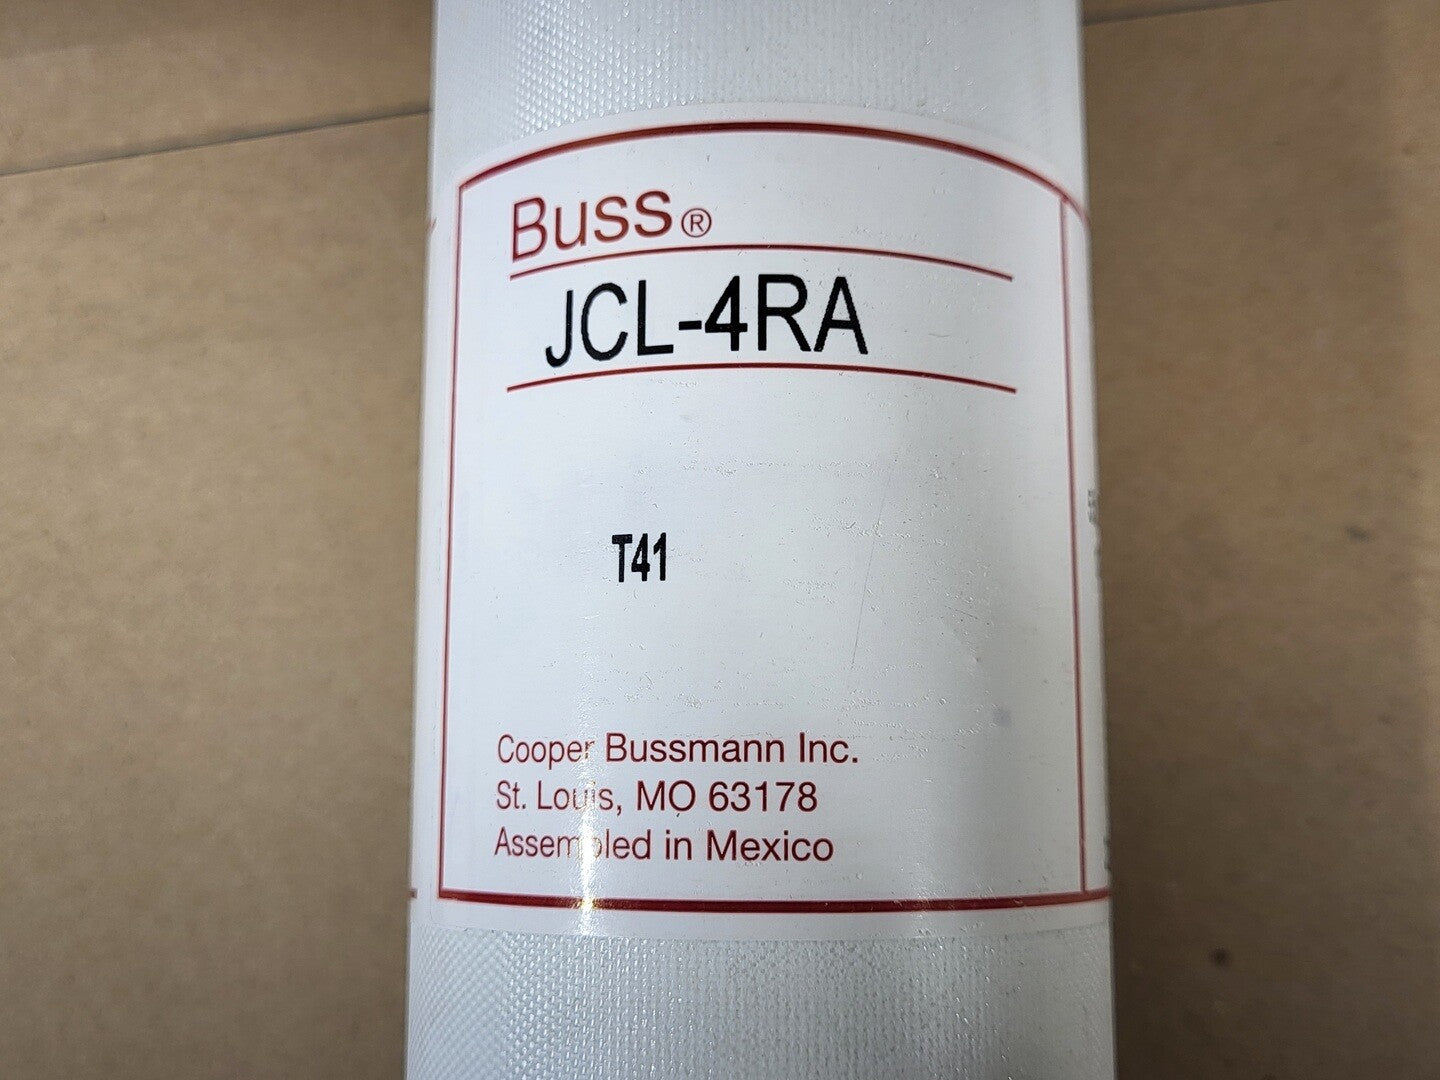 Buss®
JCL-4RA
T41
Cooper Bussmann Inc.
St. Louis, MO 63178
Assembled in Mexico